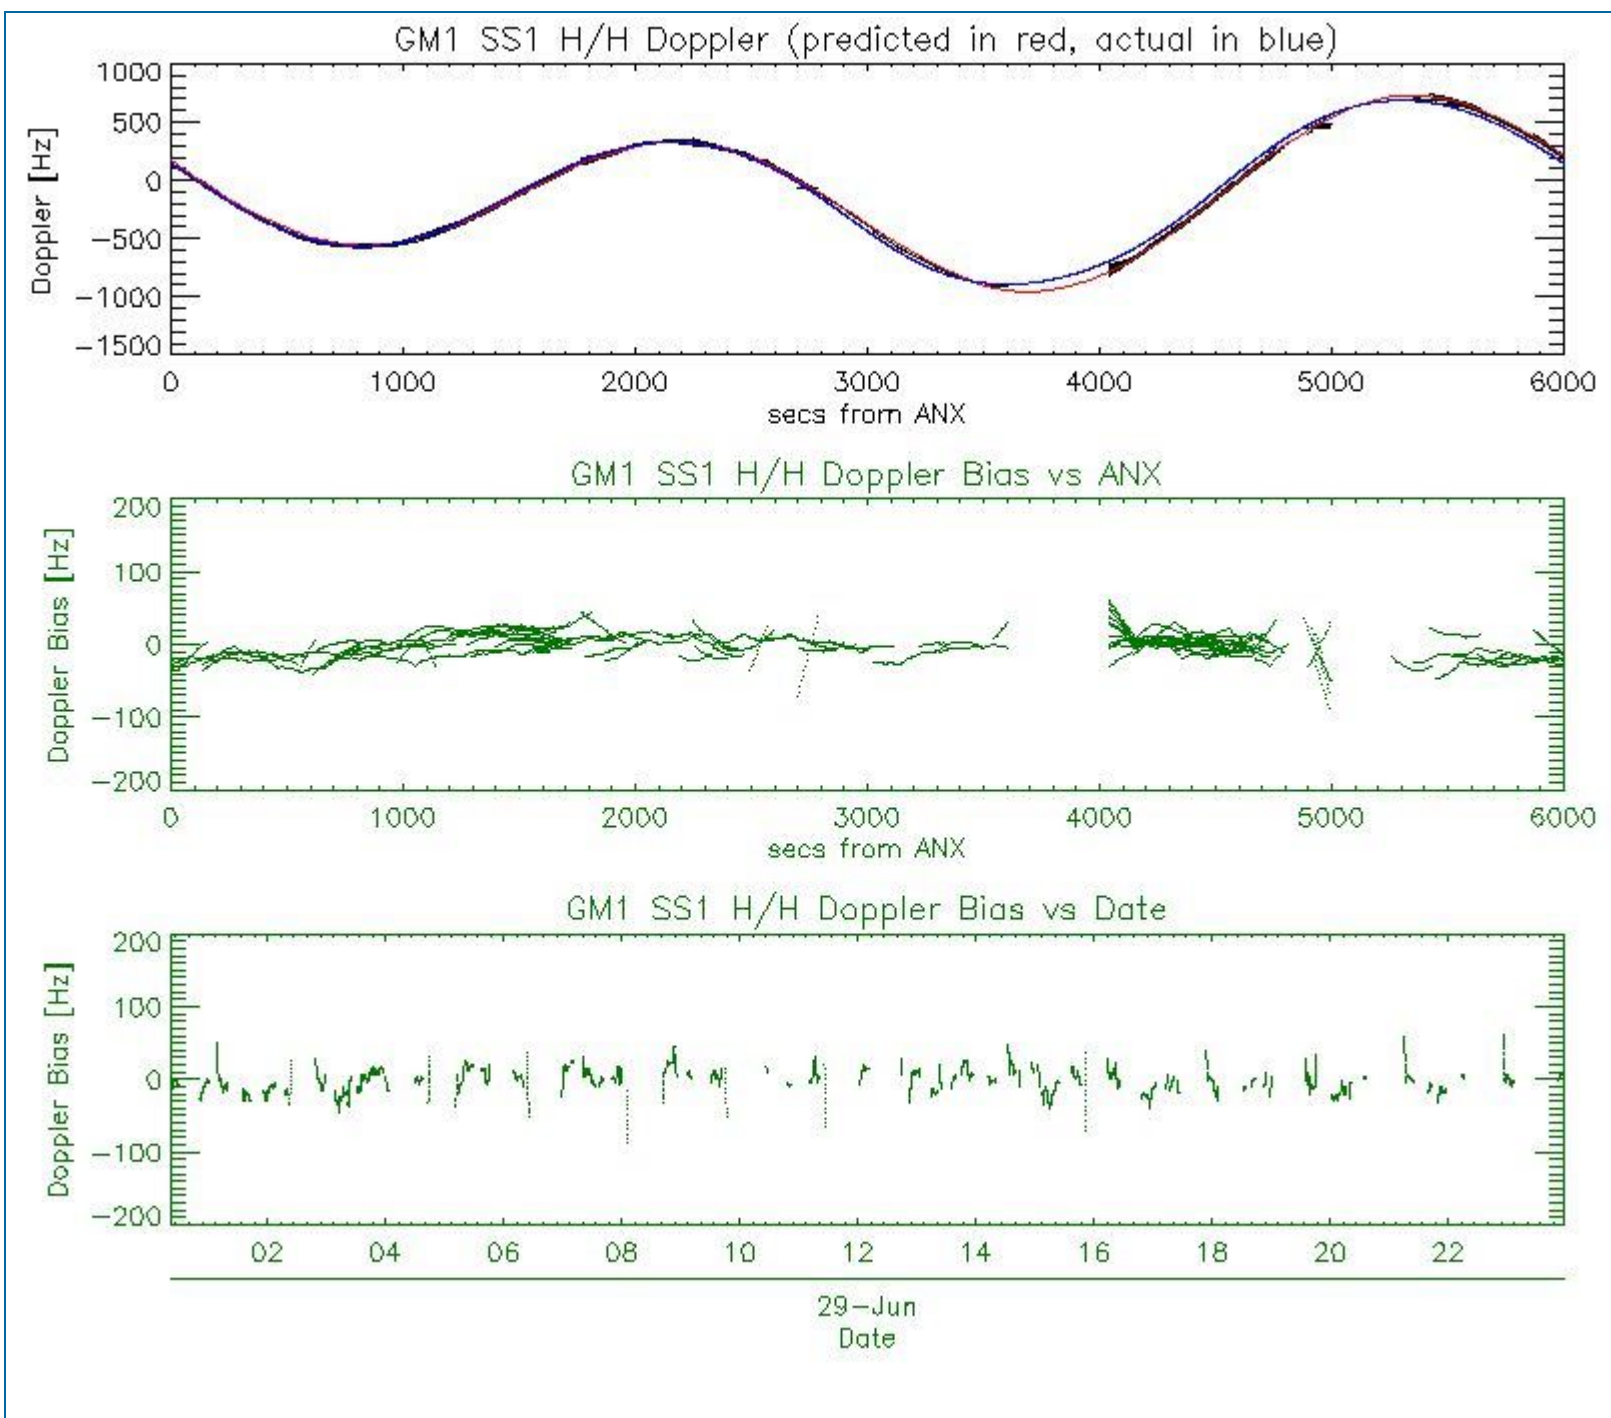 GM1 SS1 H/H Doppler (predicted in red, actual in blue)
1000
500
0
-500
-1000
-1500
Doppler [Hz]
0 1000 2000 3000 4000 5000 6000
secs from ANX
GM1 SS1 H/H Doppler Bias vs ANX
200
100
0
-100
-200
Doppler Bias [Hz]
0 1000 2000 3000 4000 5000 6000
secs from ANX
GM1 SS1 H/H Doppler Bias vs Date
200
100
0
-100
-200
Doppler Bias [Hz]
02 04 06 08 10 12 14 16 18 20 22
29-Jun
Date